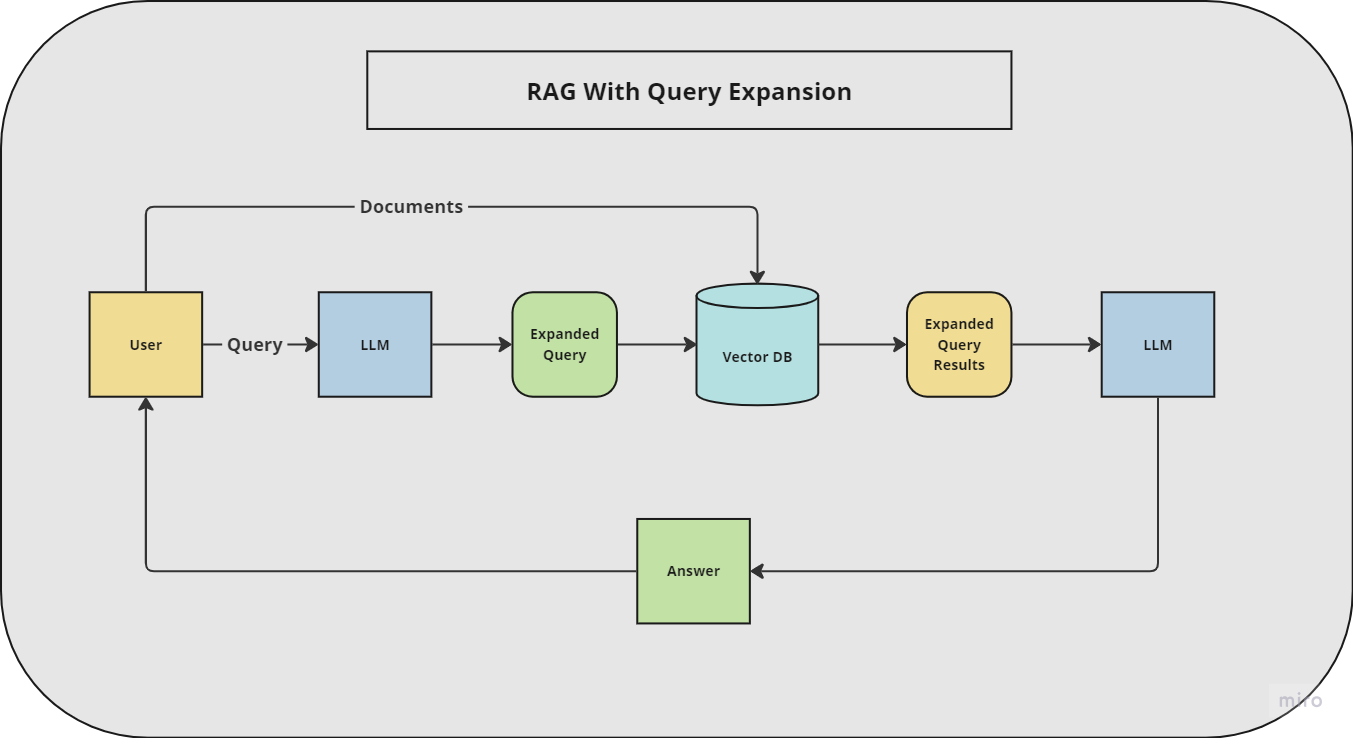 RAG With Query Expansion
Documents
User
Query
LLM
Expanded
Query
Vector DB
Expanded
Query
Results
LLM
Answer
miro